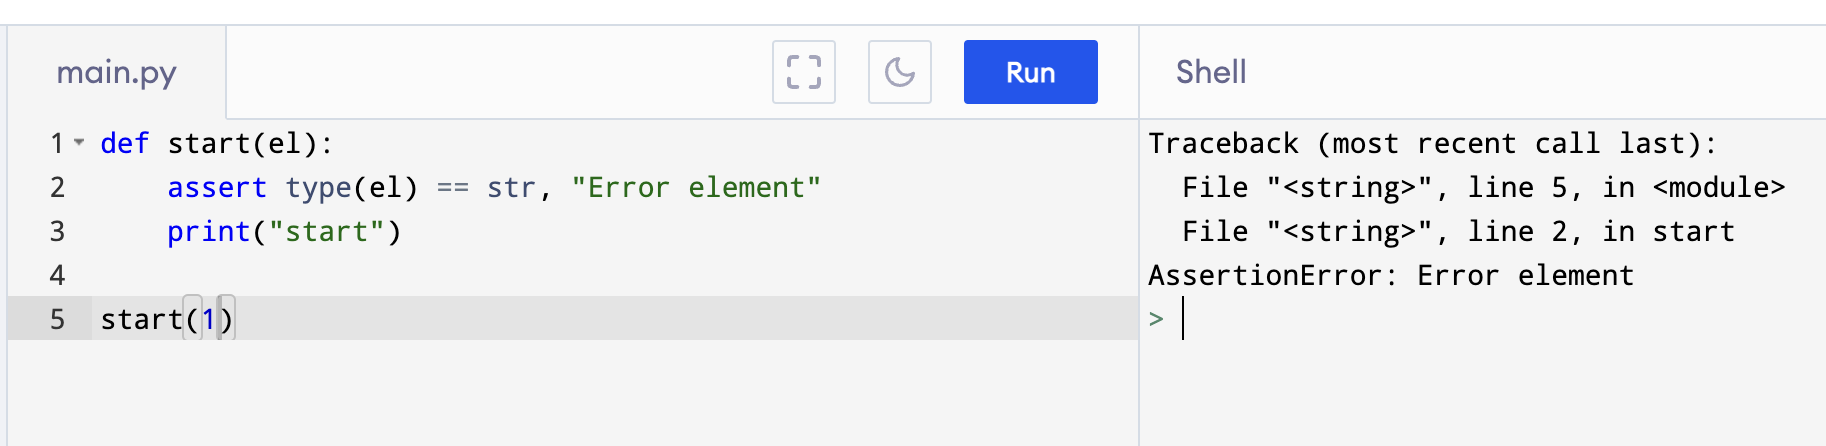 main.py
Run
1 def start(el):
2     assert type(el) == str, "Error element"
3     print("start")
4
5 start(1)
Shell
Traceback (most recent call last):
  File "<string>", line 5, in <module>
  File "<string>", line 2, in start
AssertionError: Error element
>